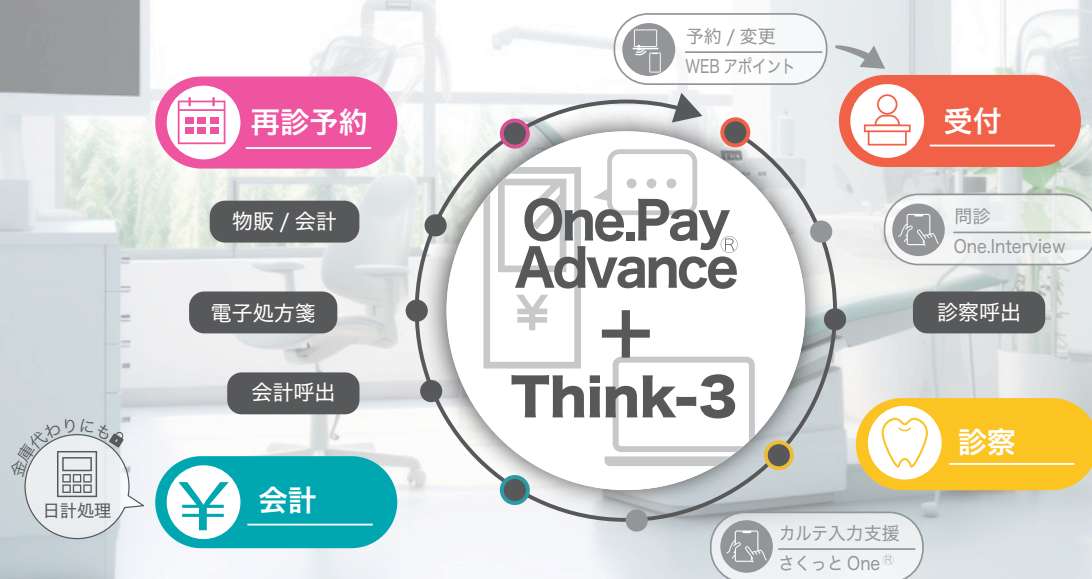 予約 / 変更
WEB アポイント
受付
問診
One.Interview
診察呼出
診察
カルテ入力支援
さくっと One®
会計
金庫代わりにも
日計処理
会計呼出
電子処方箋
物販 / 会計
再診予約
One.Pay®
Advance
+
Think-3
¥
¥